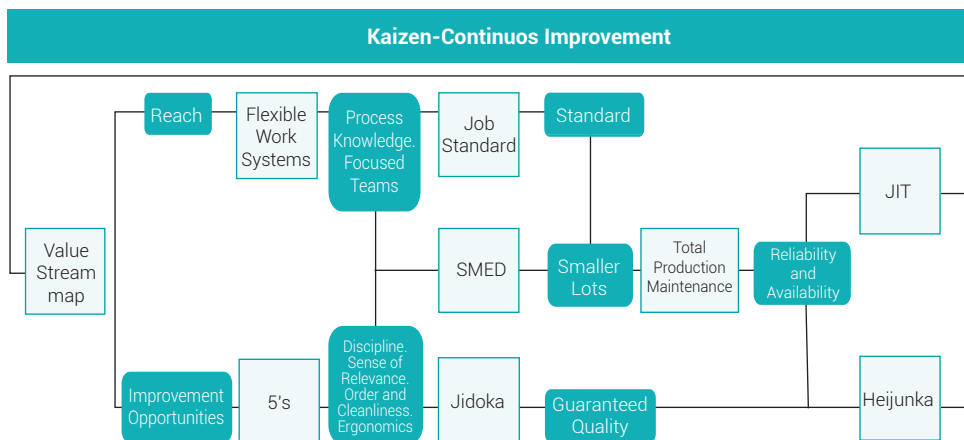 Kaizen-Continuos Improvement
Reach
Flexible
Work
Systems
Process
Knowledge.
Focused
Teams
Job
Standard
Standard
JIT
Value
Stream
map
SMED
Smaller
Lots
Total
Production
Maintenance
Reliability
and
Availability
Improvement
Opportunities
5's
Discipline.
Sense of
Relevance.
Order and
Cleanliness.
Ergonomics
Jidoka
Guaranteed
Quality
Heijunka